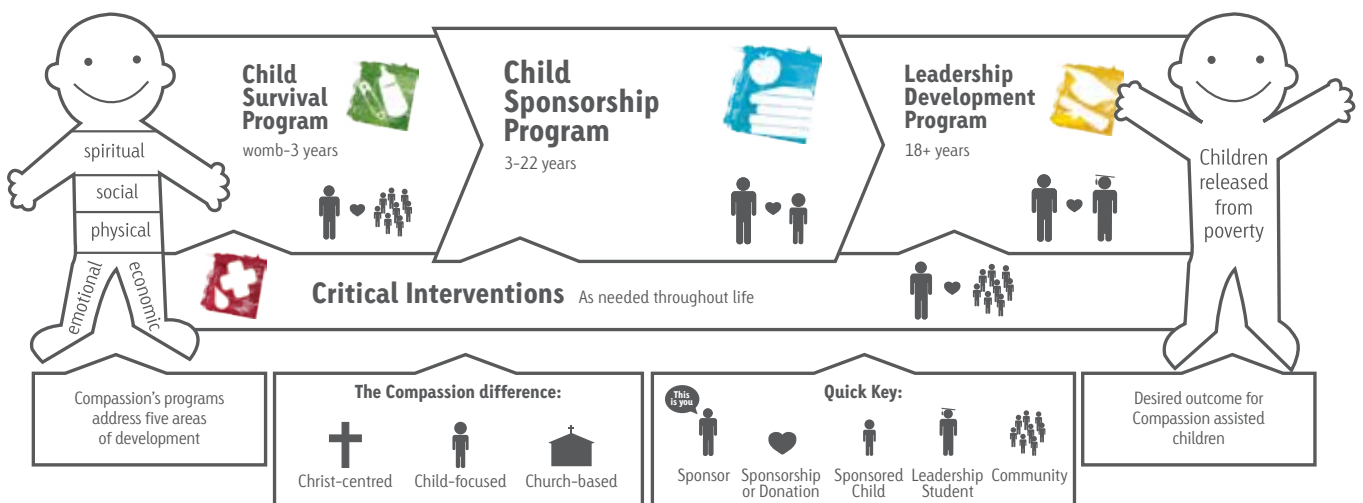 spiritual
social
physical
emotional
economic
Child
Survival
Program
womb-3 years
Child
Sponsorship
Program
3-22 years
Leadership
Development
Program
18+ years
Children
released
from
poverty
Critical Interventions As needed throughout life
Compassion's programs
address five areas
of development
The Compassion difference:
Christ-centred
Child-focused
Church-based
Quick Key:
This
is you
Sponsor
Sponsorship
or Donation
Sponsored
Child
Leadership
Student
Community
Desired outcome for
Compassion assisted
children